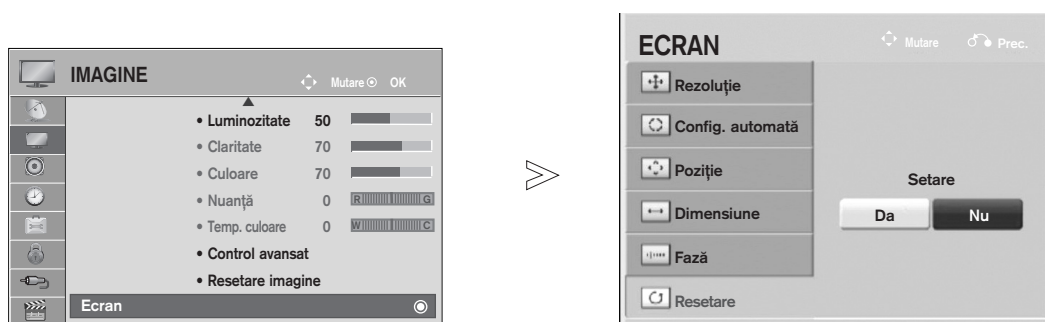 IMAGINE
Mutare OK
• Luminozitate 50
• Claritate 70
• Culoare 70
• Nuanță 0 R G
• Temp. culoare 0 W C
• Control avansat
• Resetare imagine
Ecran
ECRAN
Mutare Prec.
Rezoluție
Config. automată
Poziție
Dimensiune
Fază
Resetare
Setare
Da Nu